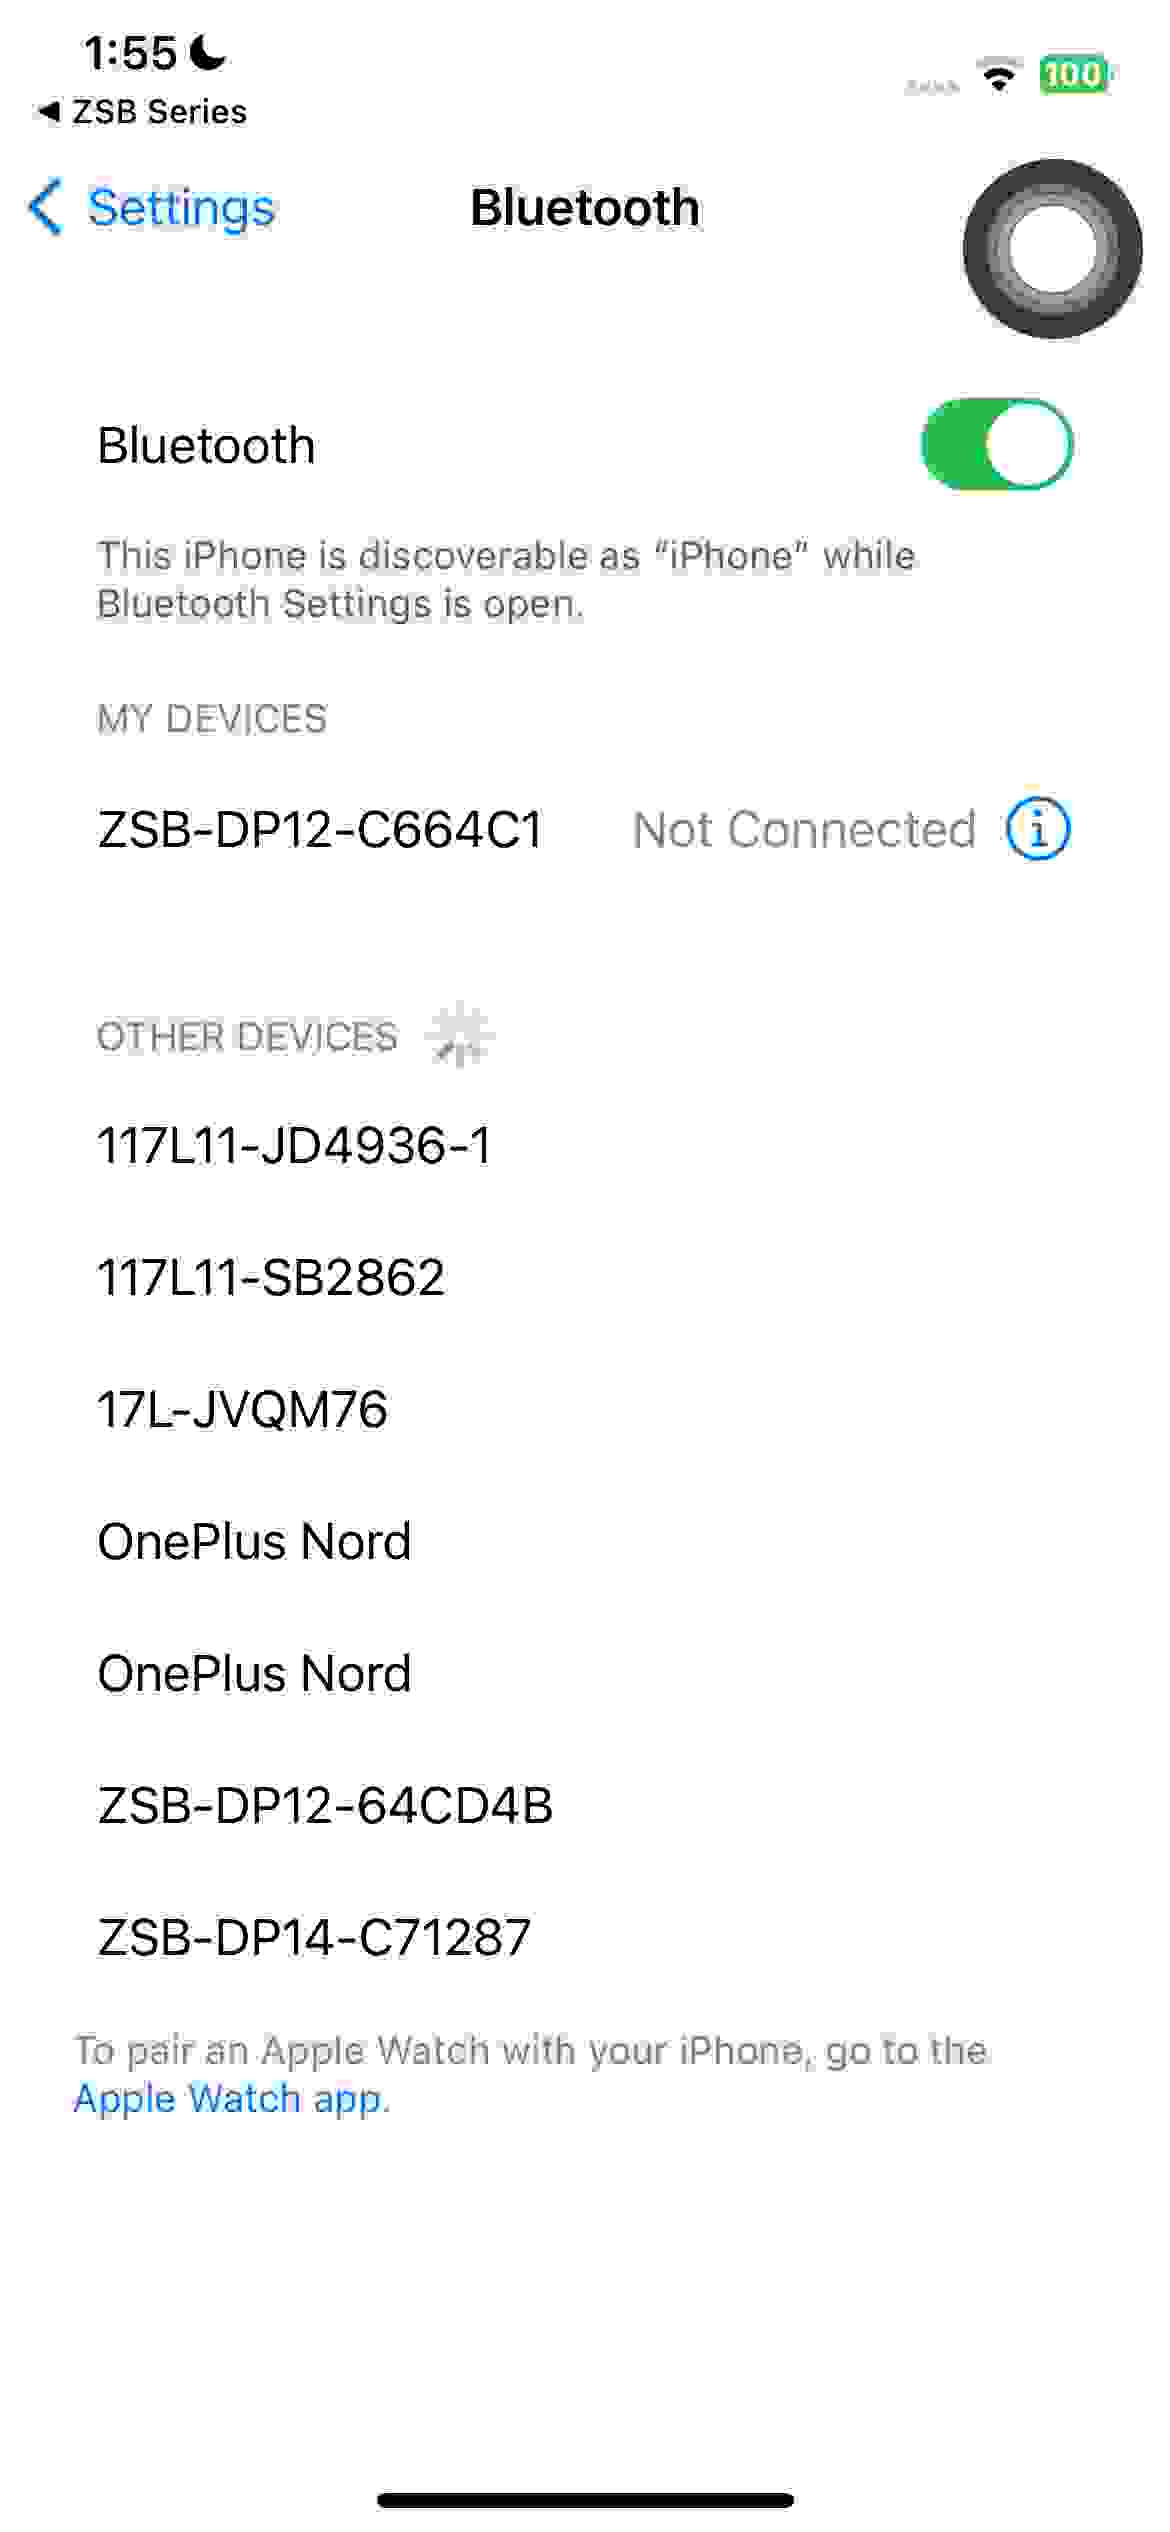 1:55
◀ ZSB Series
100
Settings
Bluetooth
Bluetooth
This iPhone is discoverable as “iPhone” while
Bluetooth Settings is open.
MY DEVICES
ZSB-DP12-C664C1 Not Connected
OTHER DEVICES
117L11-JD4936-1
117L11-SB2862
17L-JVQM76
OnePlus Nord
OnePlus Nord
ZSB-DP12-64CD4B
ZSB-DP14-C71287
To pair an Apple Watch with your iPhone, go to the
Apple Watch app.